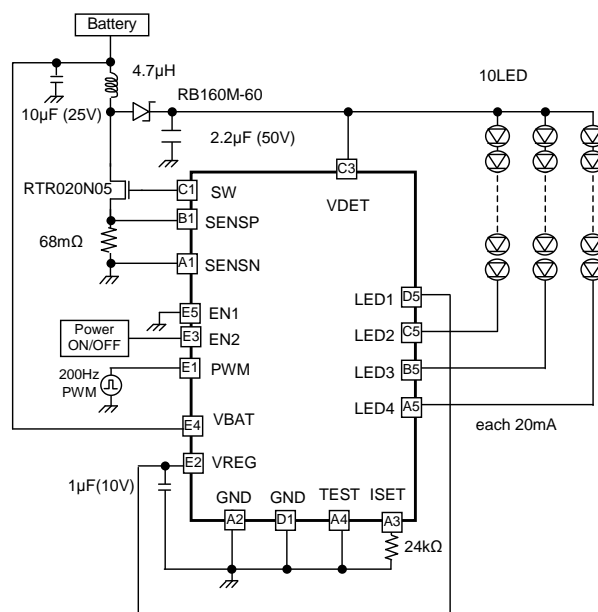 Battery
4.7µH
10µF (25V)
RB160M-60
10LED
2.2µF (50V)
C3
VDET
RTR020N05
C1
SW
B1
SENSP
68mΩ
A1
SENSN
D5
LED1
E5
EN1
Power
ON/OFF
E3
EN2
C5
LED2
E1
PWM
200Hz
PWM
B5
LED3
A5
LED4
each 20mA
E4
VBAT
E2
VREG
1µF(10V)
GND
GND
TEST
ISET
A2
D1
A4
A3
24kΩ